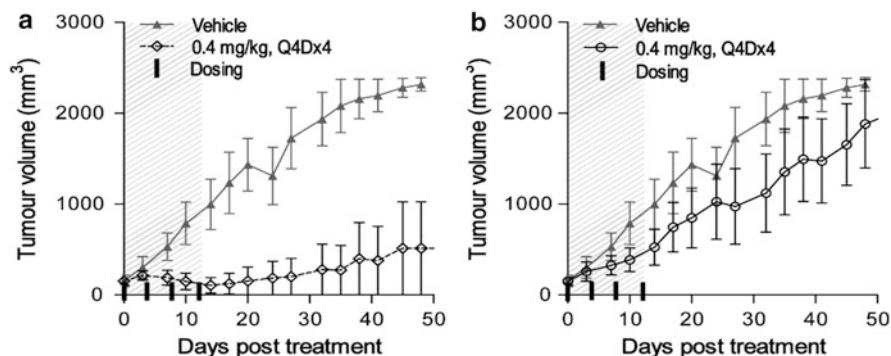 a
Vehicle
0.4 mg/kg, Q4Dx4
Dosing
Tumour volume (mm³)
3000
2000
1000
0
0 10 20 30 40 50
Days post treatment
b
Vehicle
0.4 mg/kg, Q4Dx4
Dosing
Tumour volume (mm³)
3000
2000
1000
0
0 10 20 30 40 50
Days post treatment